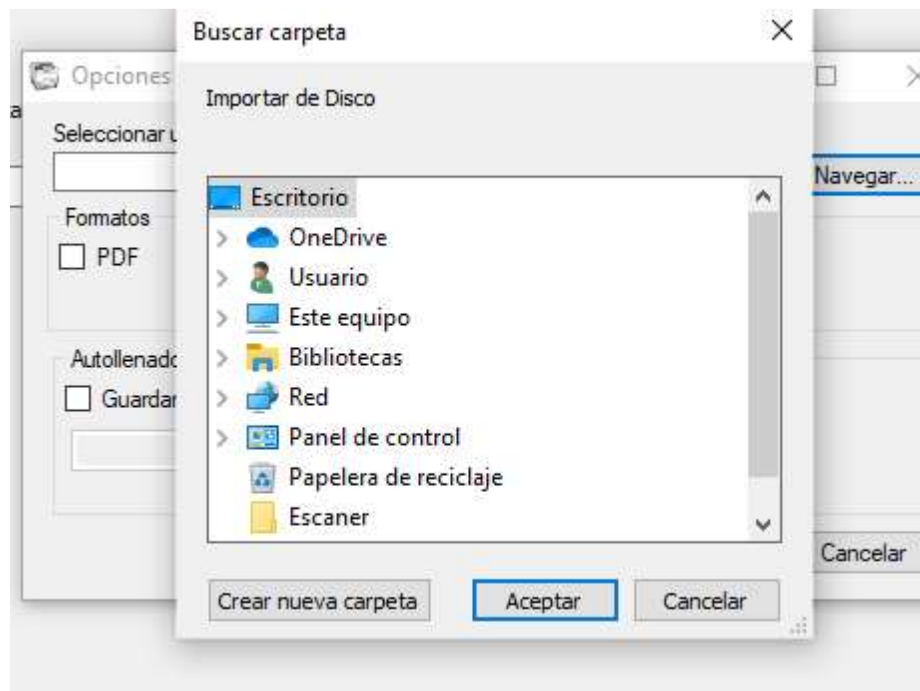 Buscar carpeta
Opciones
Importar de Disco
Seleccionar
Navegar...
Escritorio
Formatos
OneDrive
PDF
Usuario
Este equipo
Autollenado
Bibliotecas
Guardar
Red
Panel de control
Papelera de reciclaje
Escaner
Cancelar
Crear nueva carpeta
Aceptar
Cancelar